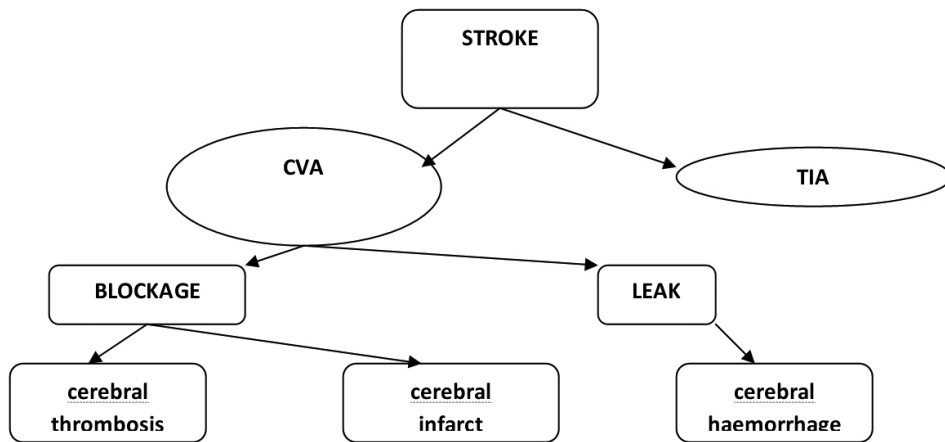 STROKE
CVA
TIA
BLOCKAGE
LEAK
cerebral
thrombosis
cerebral
infarct
cerebral
haemorrhage